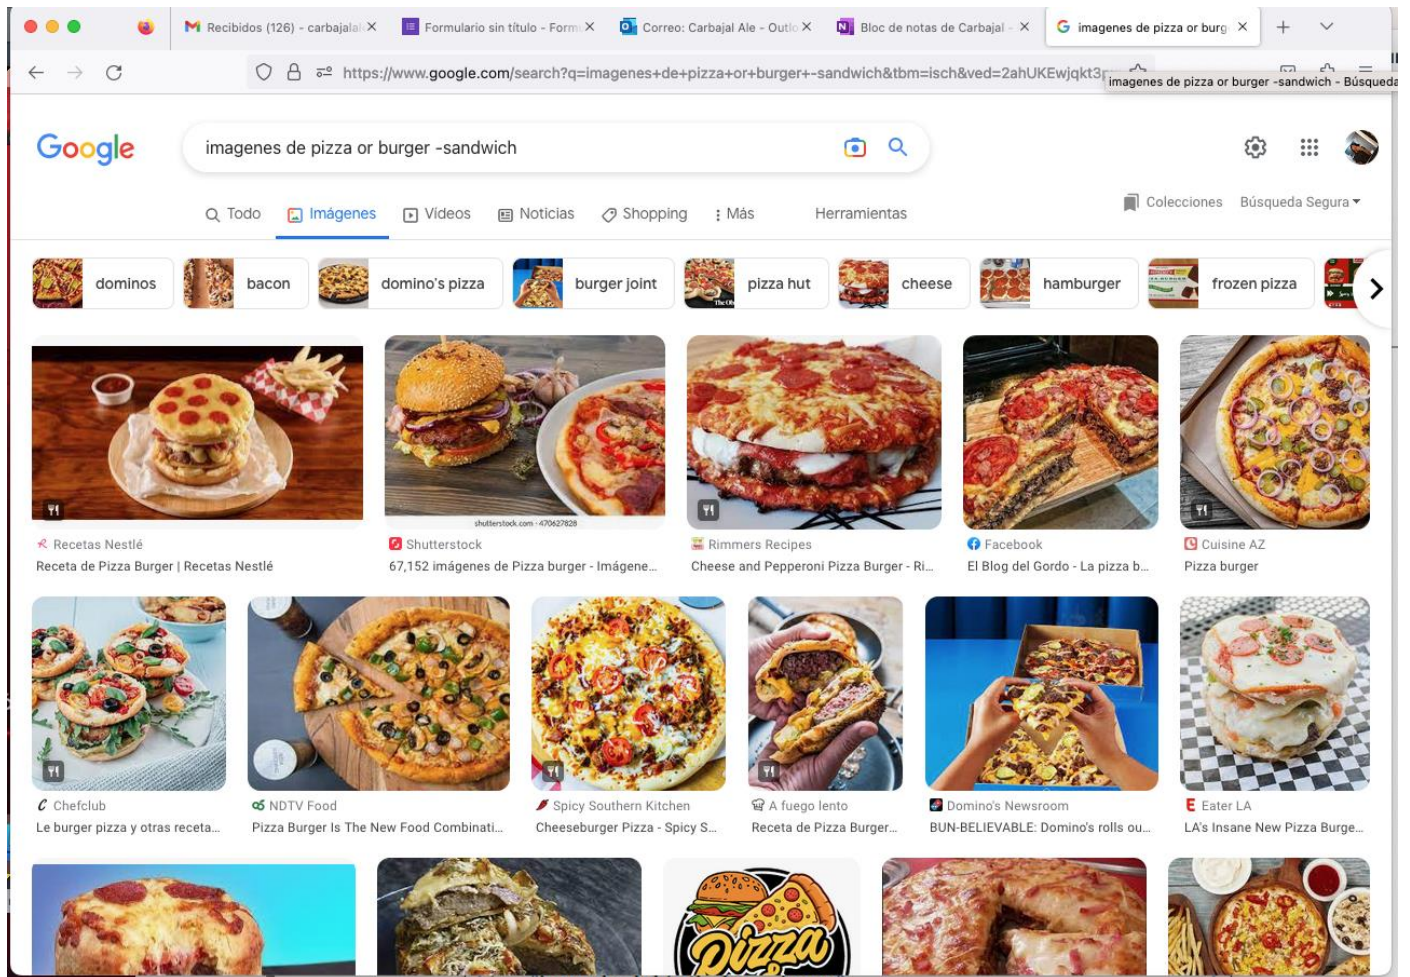 Recibidos (126) - carbajalal
Formulario sin título - Form
Correo: Carbajal Ale - Outlo
Bloc de notas de Carbajal -
imagenes de pizza or burg
https://www.google.com/search?q=imagenes+de+pizza+or+burger+-sandwich&tbm=isch&ved=2ahUKEwjqkt3p
imagenes de pizza or burger -sandwich - Búsqueda
Google
imagenes de pizza or burger -sandwich
Todo
Imágenes
Videos
Noticias
Shopping
Más
Herramientas
Colecciones
Búsqueda Segura
dominos
bacon
domino's pizza
burger joint
pizza hut
cheese
hamburger
frozen pizza
shutterstock.com · 470627828
Recetas Nestlé
Receta de Pizza Burger | Recetas Nestlé
Shutterstock
67,152 imágenes de Pizza burger - Imágene...
Rimmers Recipes
Cheese and Pepperoni Pizza Burger - Ri...
Facebook
El Blog del Gordo - La pizza b...
Cuisine AZ
Pizza burger
Chefclub
Le burger pizza y otras receta...
NDTV Food
Pizza Burger Is The New Food Combinati...
Spicy Southern Kitchen
Cheeseburger Pizza - Spicy S...
A fuego lento
Receta de Pizza Burger...
Domino's Newsroom
BUN-BELIEVABLE: Domino's rolls ou...
Eater LA
LA's Insane New Pizza Burge...
Pizza
&